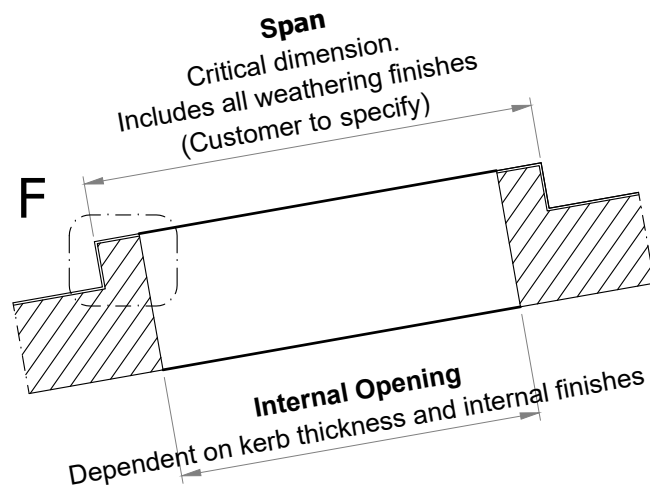 Span
Critical dimension.
Includes all weathering finishes
(Customer to specify)
F
Internal Opening
Dependent on kerb thickness and internal finishes